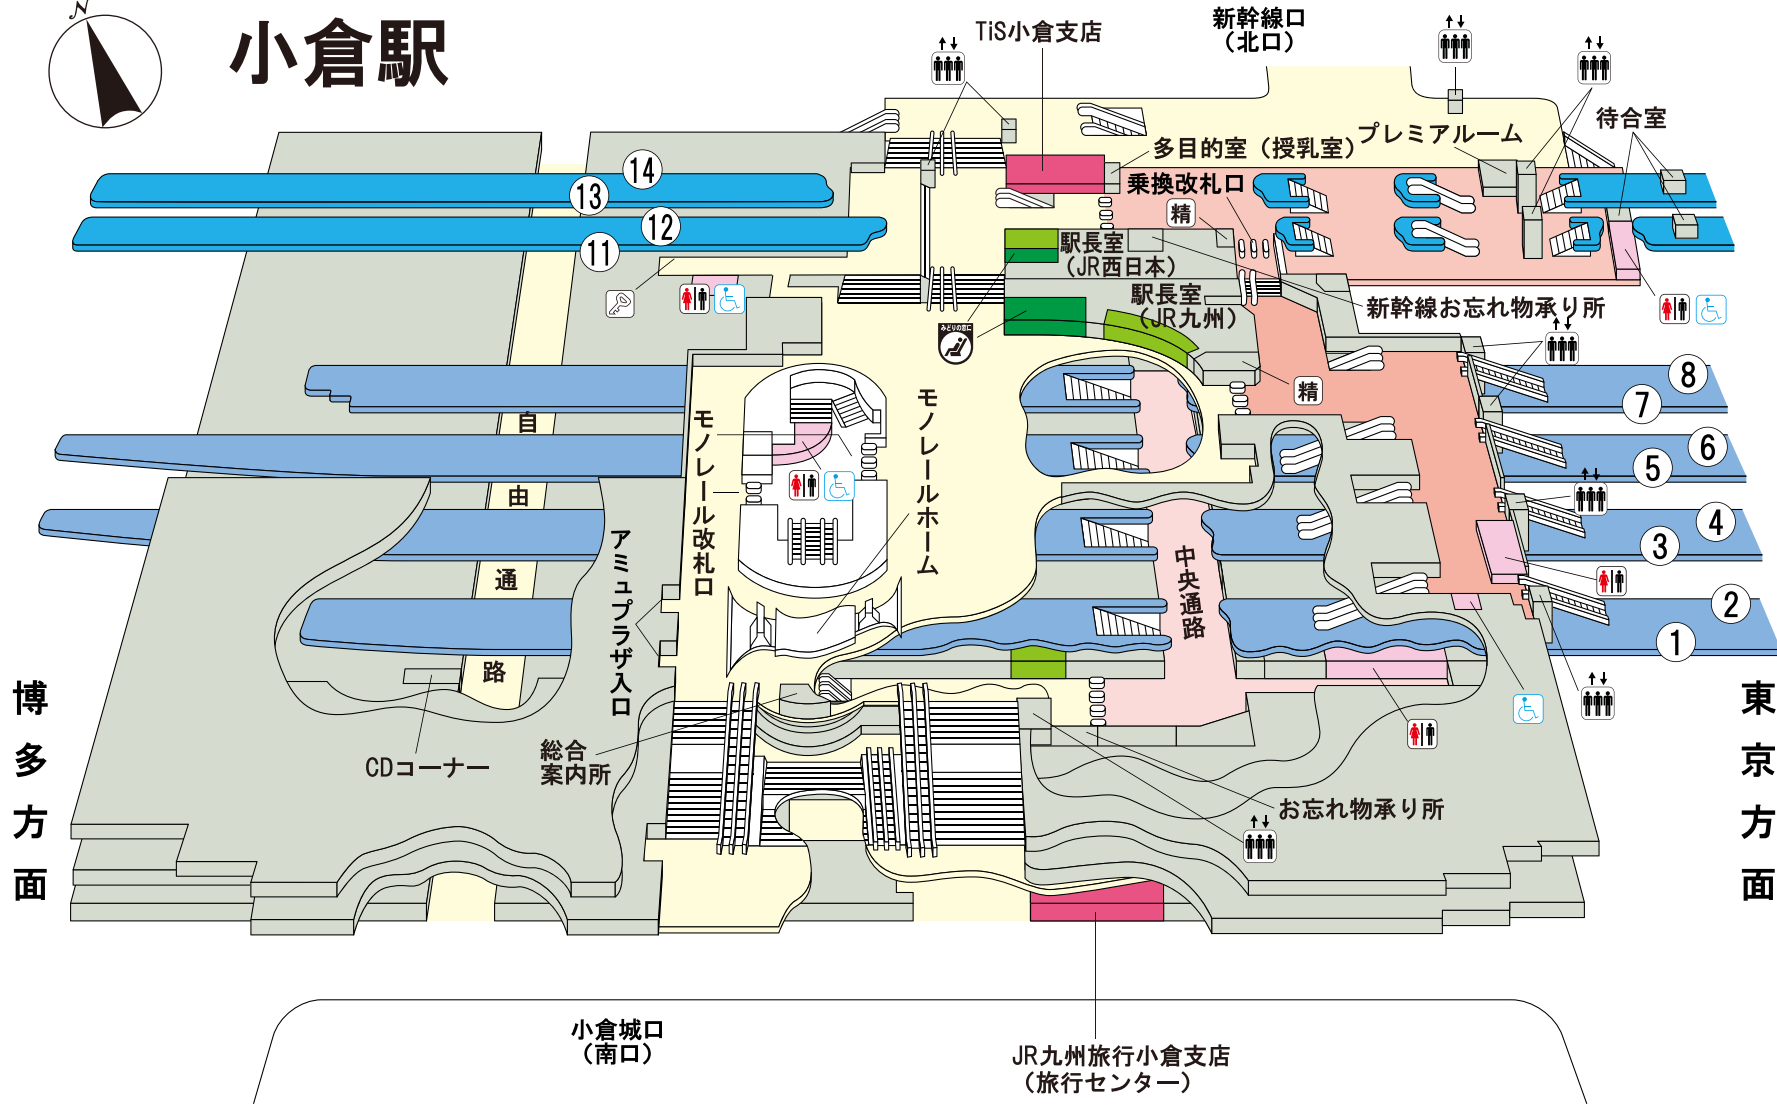 N
小倉駅
TiS小倉支店
新幹線口
（北口）
待合室
プレミアルーム
多目的室（授乳室）
乗換改札口
精
14
13
12
11
駅長室
（JR西日本）
駅長室
（JR九州）
新幹線お忘れ物承り所
みどりの窓口
精
8
7
6
5
4
3
2
1
自由通路
モノレール改札口
モノレールホーム
アミュプラザ入口
中央通路
博多方面
東京方面
CDコーナー
総合
案内所
お忘れ物承り所
小倉城口
（南口）
JR九州旅行小倉支店
（旅行センター）